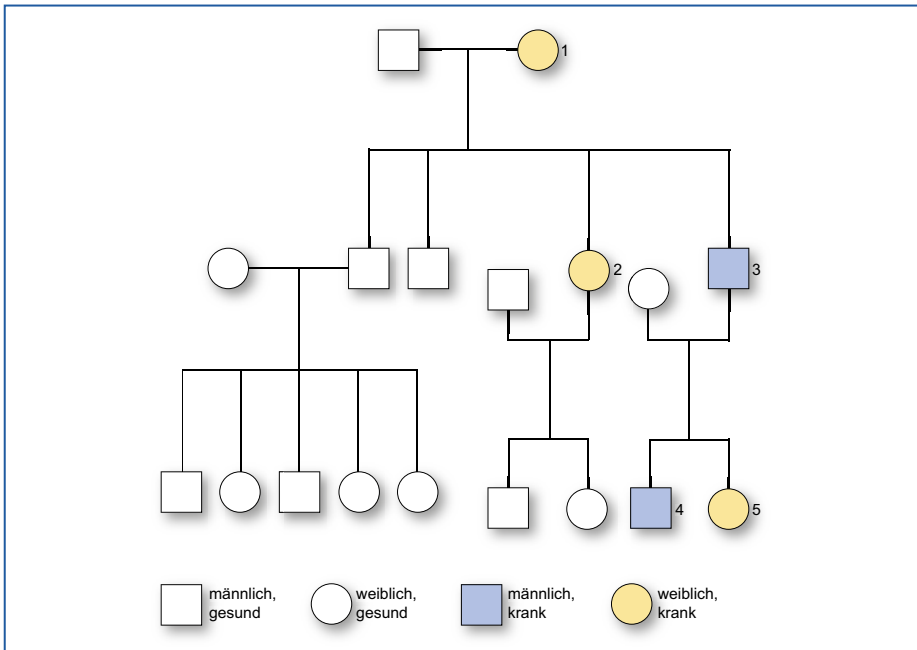 1
2
3
4
5
männlich,
gesund
weiblich,
gesund
männlich,
krank
weiblich,
krank